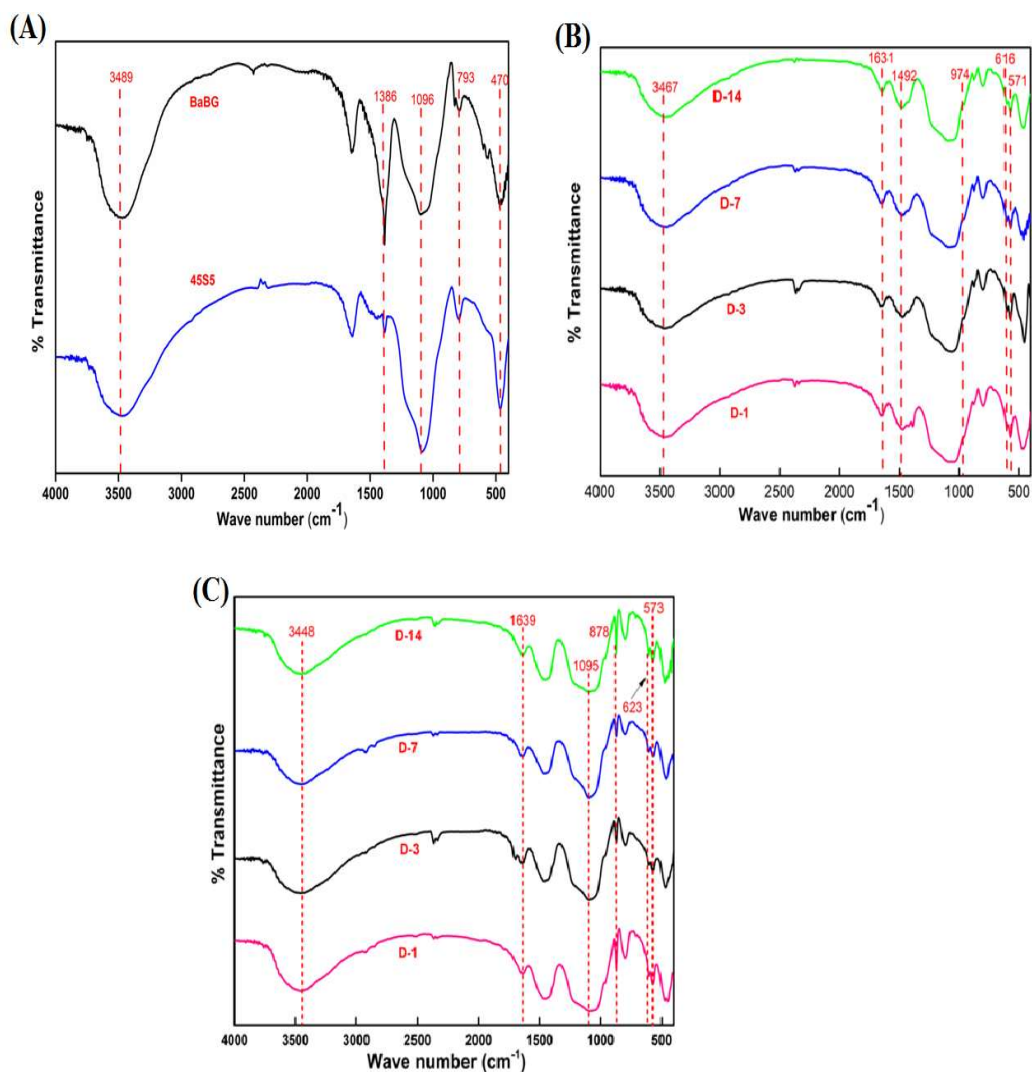 (A)
3489
1386
1096
793
470
BaBG
45S5
% Transmittance
4000 3500 3000 2500 2000 1500 1000 500
Wave number (cm⁻¹)
(B)
3467
1631
1492
974
616
571
D-14
D-7
D-3
D-1
% Transmittance
4000 3500 3000 2500 2000 1500 1000 500
Wave number (cm⁻¹)
(C)
3448
1639
1095
878
623
573
D-14
D-7
D-3
D-1
% Transmittance
4000 3500 3000 2500 2000 1500 1000 500
Wave number (cm⁻¹)